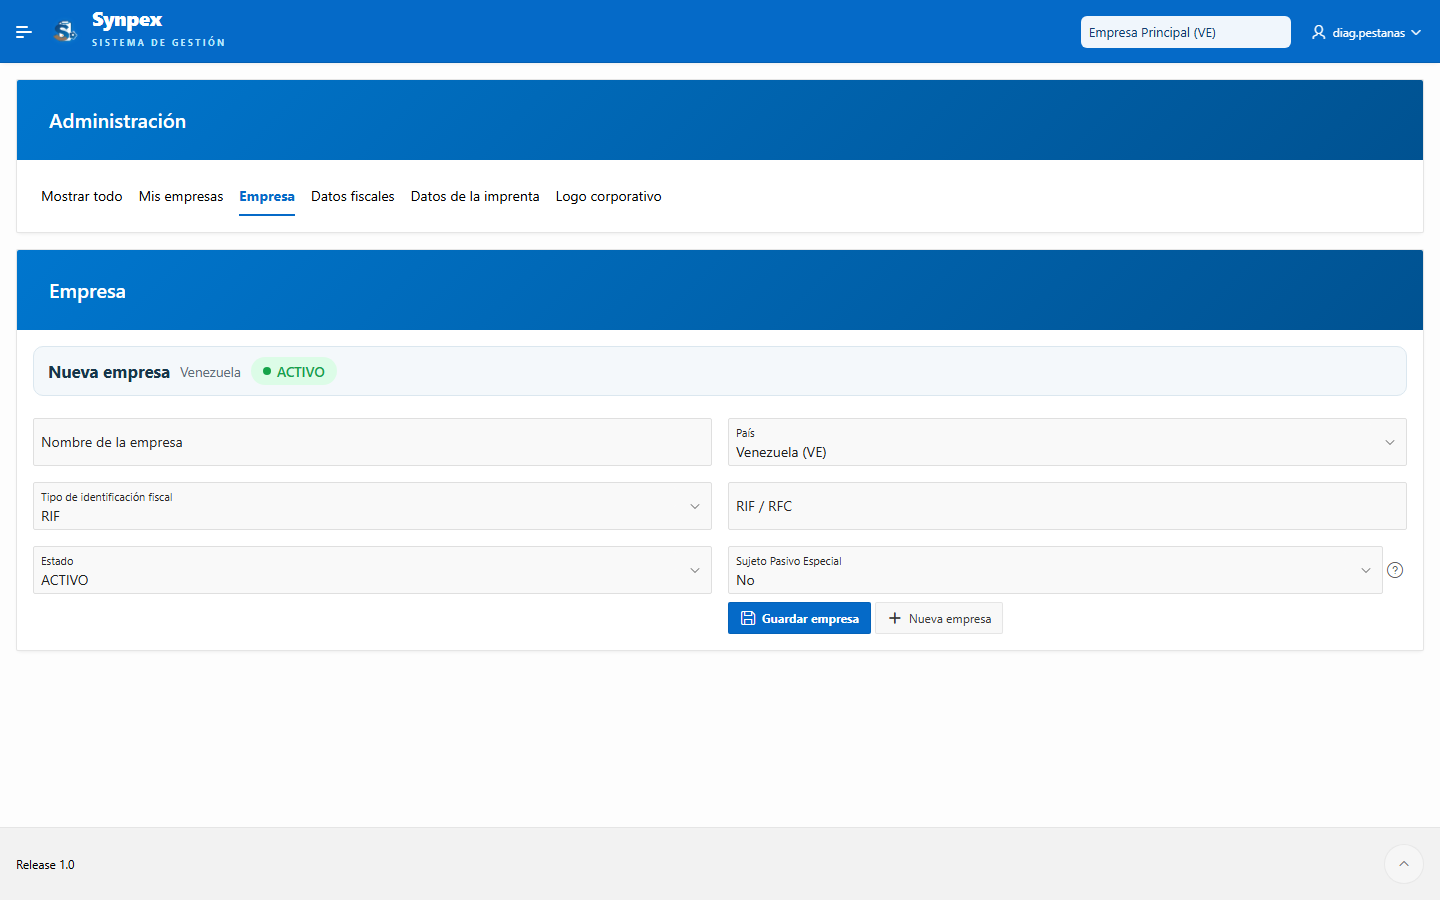 Synpex
SISTEMA DE GESTIÓN
Empresa Principal (VE)
diag.pestanas
Administración
Mostrar todo
Mis empresas
Empresa
Datos fiscales
Datos de la imprenta
Logo corporativo
Empresa
Nueva empresa
Venezuela
ACTIVO
Nombre de la empresa
País
Venezuela (VE)
Tipo de identificación fiscal
RIF
RIF / RFC
Estado
ACTIVO
Sujeto Pasivo Especial
No
?
Guardar empresa
Nueva empresa
Release 1.0